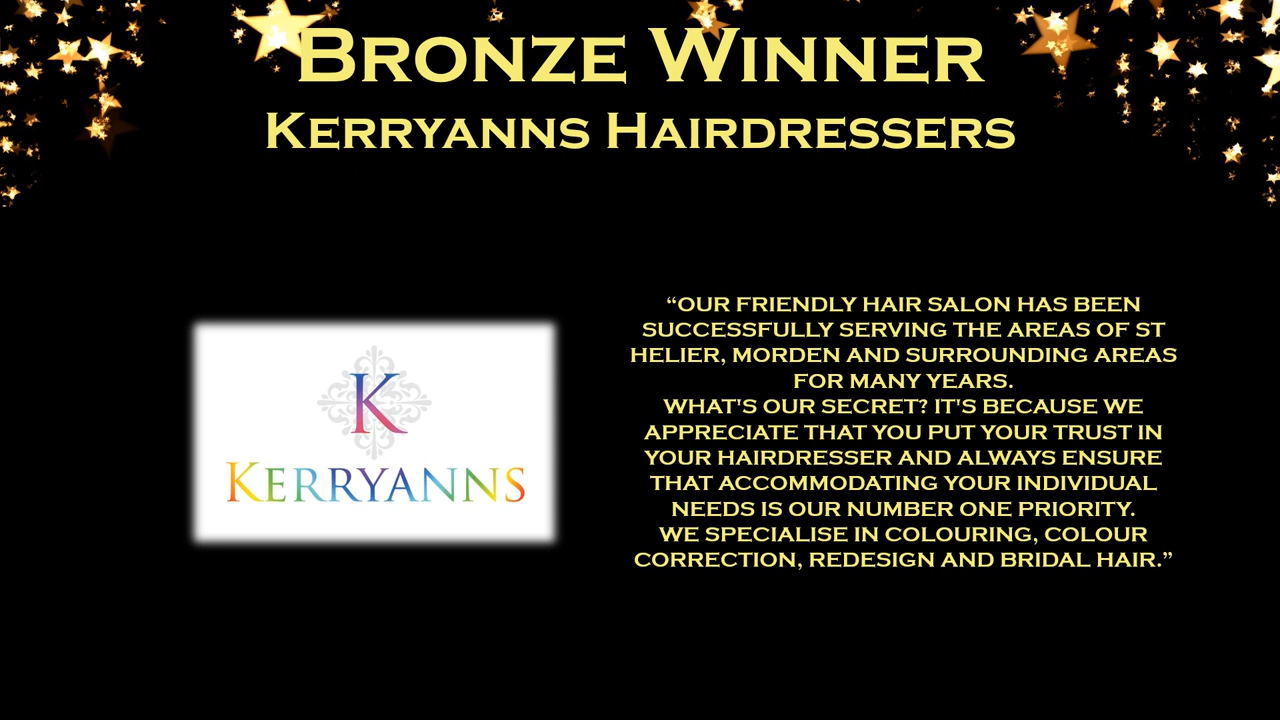 Bronze Winner
Kerryanns Hairdressers
K
Kerryanns
“OUR FRIENDLY HAIR SALON HAS BEEN
SUCCESSFULLY SERVING THE AREAS OF ST
HELIER, MORDEN AND SURROUNDING AREAS
FOR MANY YEARS.
WHAT'S OUR SECRET? IT'S BECAUSE WE
APPRECIATE THAT YOU PUT YOUR TRUST IN
YOUR HAIRDRESSER AND ALWAYS ENSURE
THAT ACCOMMODATING YOUR INDIVIDUAL
NEEDS IS OUR NUMBER ONE PRIORITY.
WE SPECIALISE IN COLOURING, COLOUR
CORRECTION, REDESIGN AND BRIDAL HAIR.”